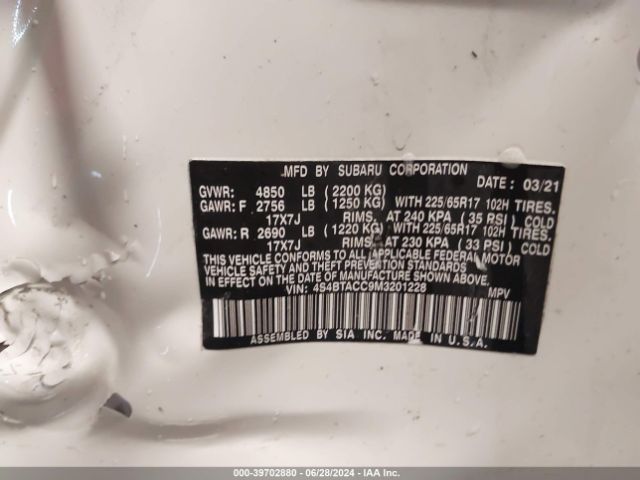 MFD BY SUBARU CORPORATION
GVWR: 4850 LB (2200 KG) DATE: 03/21
GAWR: F 2756 LB (1250 KG) WITH 225/65R17 102H TIRES.
17X7J RIMS. AT 240 KPA (35 PSI) COLD
GAWR: R 2690 LB (1220 KG) WITH 225/65R17 102H TIRES.
17X7J RIMS. AT 230 KPA (33 PSI) COLD
THIS VEHICLE CONFORMS TO ALL APPLICABLE FEDERAL MOTOR
VEHICLE SAFETY AND THEFT PREVENTION STANDARDS
IN EFFECT ON THE DATE OF MANUFACTURE SHOWN ABOVE.
VIN: 4S4BTACC9M3201228 MPV
ASSEMBLED BY SIA INC. MADE IN U.S.A.
000-39702880 - 06/28/2024 - IAA Inc.